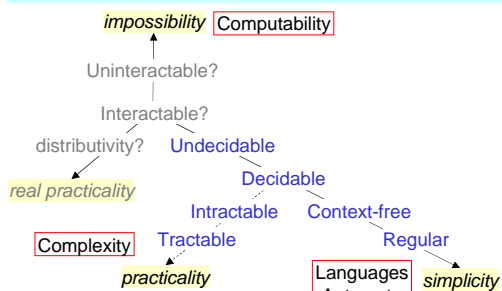 impossibility Computability
Uninteractable?
Interactable?
distributivity? Undecidable
Decidable
real practicality
Intractable Context-free
Complexity Tractable Regular
practicality Languages simplicity